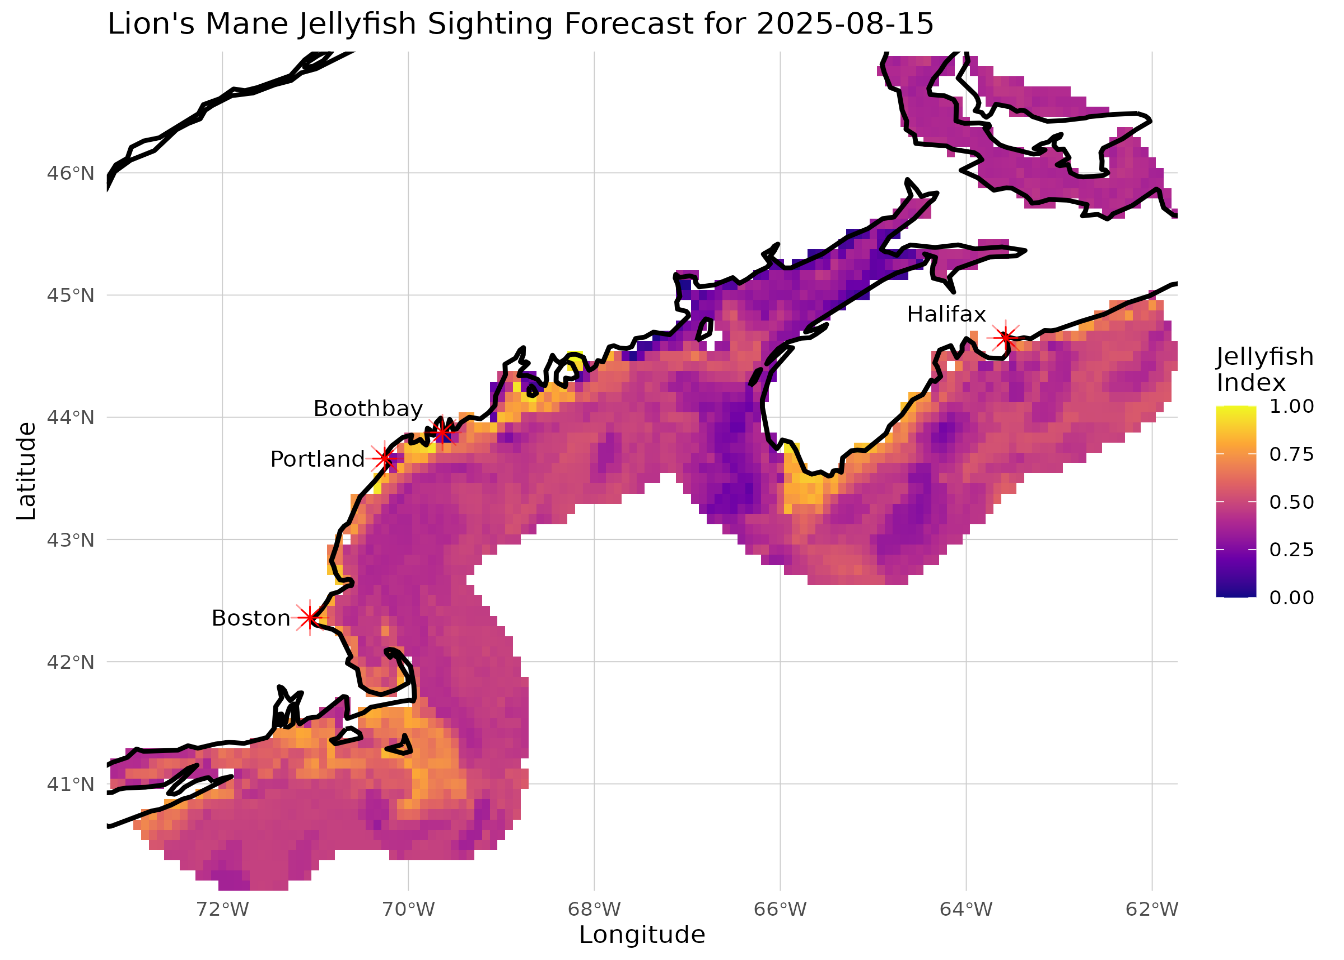 Lion's Mane Jellyfish Sighting Forecast for 2025-08-15
46°N
45°N
44°N
43°N
42°N
41°N
Latitude
Halifax
Boothbay
Portland
Boston
72°W
70°W
68°W
66°W
64°W
62°W
Longitude
Jellyfish
Index
1.00
0.75
0.50
0.25
0.00